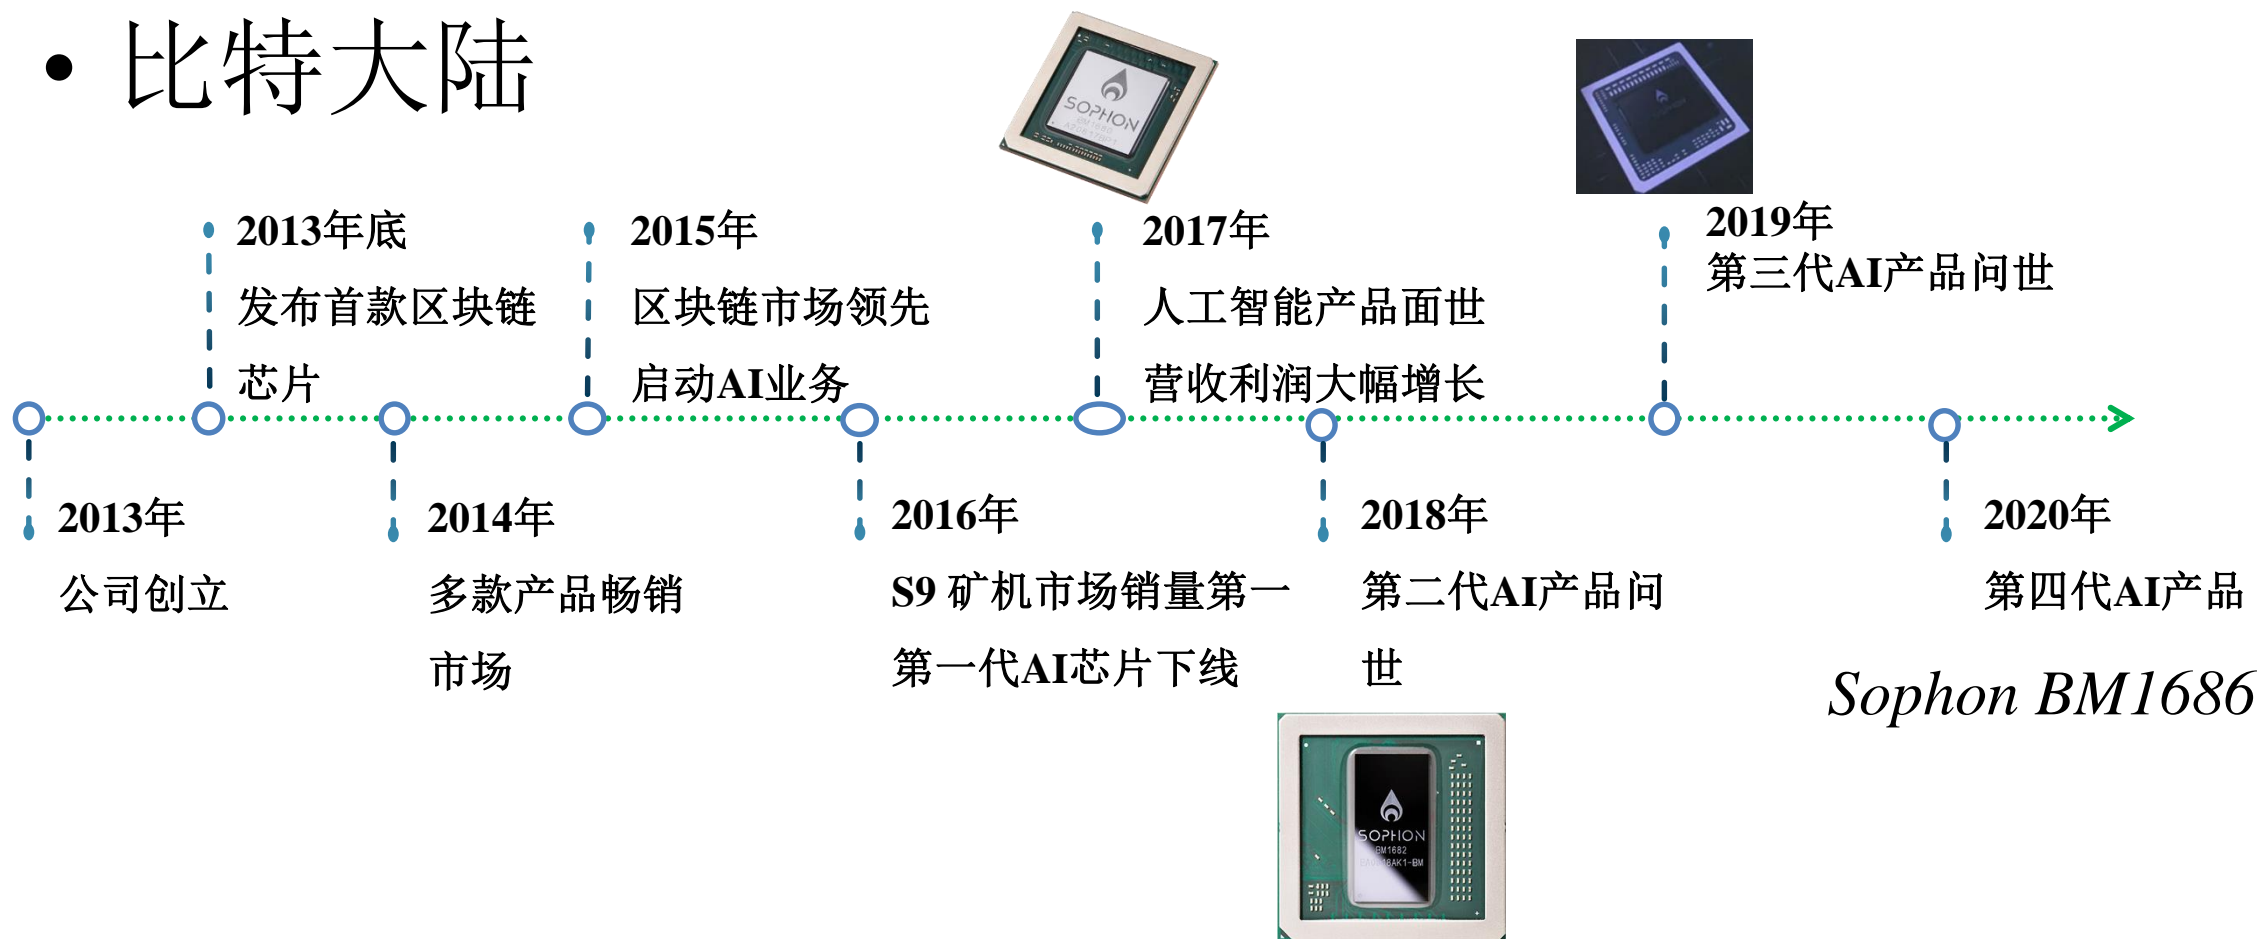 • 比特大陆
SOPHON
BM1680
SOPHON
2013年底
发布首款区块链
芯片
2015年
区块链市场领先
启动AI业务
2017年
人工智能产品面世
营收利润大幅增长
2019年
第三代AI产品问世
2013年
公司创立
2014年
多款产品畅销
市场
2016年
S9 矿机市场销量第一
第一代AI芯片下线
2018年
第二代AI产品问
世
2020年
第四代AI产品
Sophon BM1686
SOPHON
BM1682